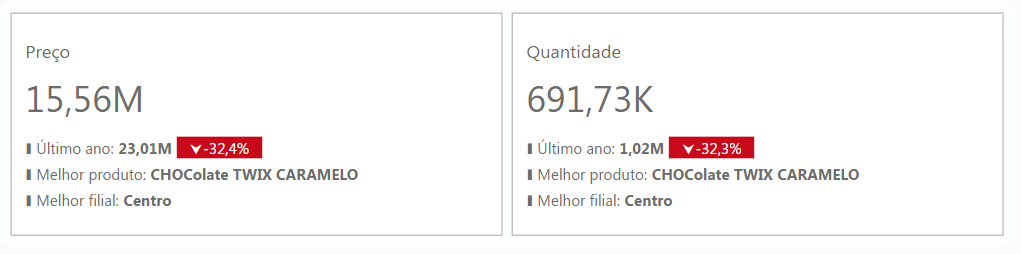 Preço
15,56M
Último ano: 23,01M ▼-32,4%
Melhor produto: CHOColate TWIX CARAMELO
Melhor filial: Centro
Quantidade
691,73K
Último ano: 1,02M ▼-32,3%
Melhor produto: CHOColate TWIX CARAMELO
Melhor filial: Centro